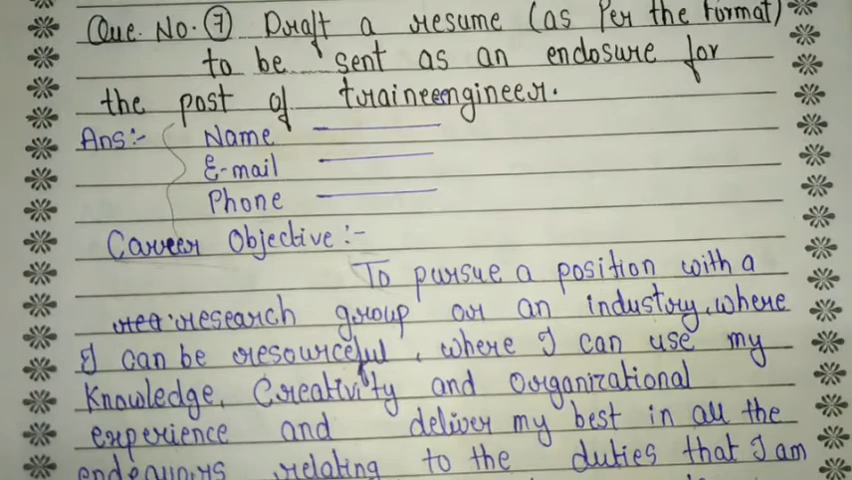 Que. No. 7 Draft a resume (as Per the Format)
to be sent as an enclosure for
the post of traineeengineer.
Ans:- Name
E-mail
Phone
Career Objective :-
To pursue a position with a
research group or an industry, where
I can be resourceful, where I can use my
Knowledge, Creativity and Organizational
experience and deliver my best in all the
endeavours relating to the duties that I am